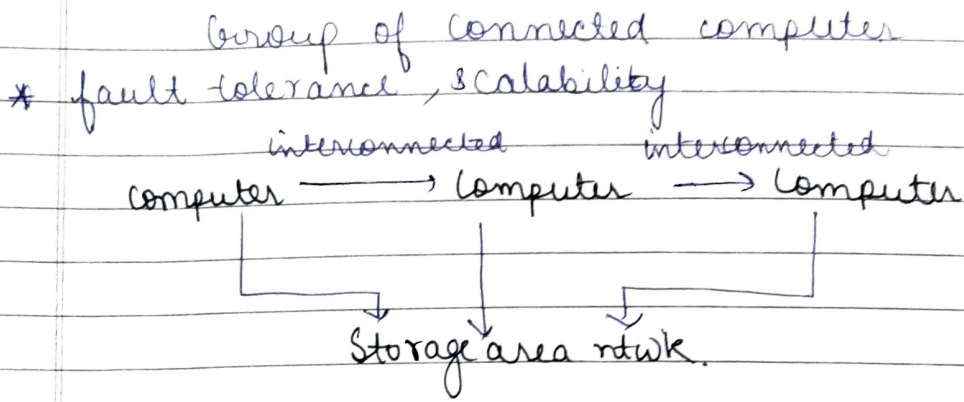 Group of connected computer
* fault tolerance, scalability
interconnected interconnected
computer → Computer → Computer
Storage area ntwk.